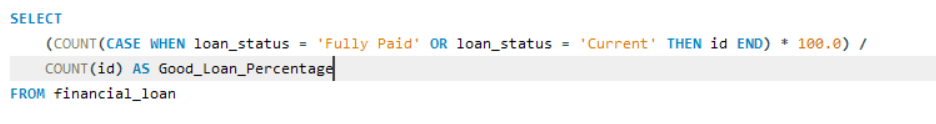 SELECT
(COUNT(CASE WHEN loan_status = 'Fully Paid' OR loan_status = 'Current' THEN id END) * 100.0) /
COUNT(id) AS Good_Loan_Percentage
FROM financial_loan